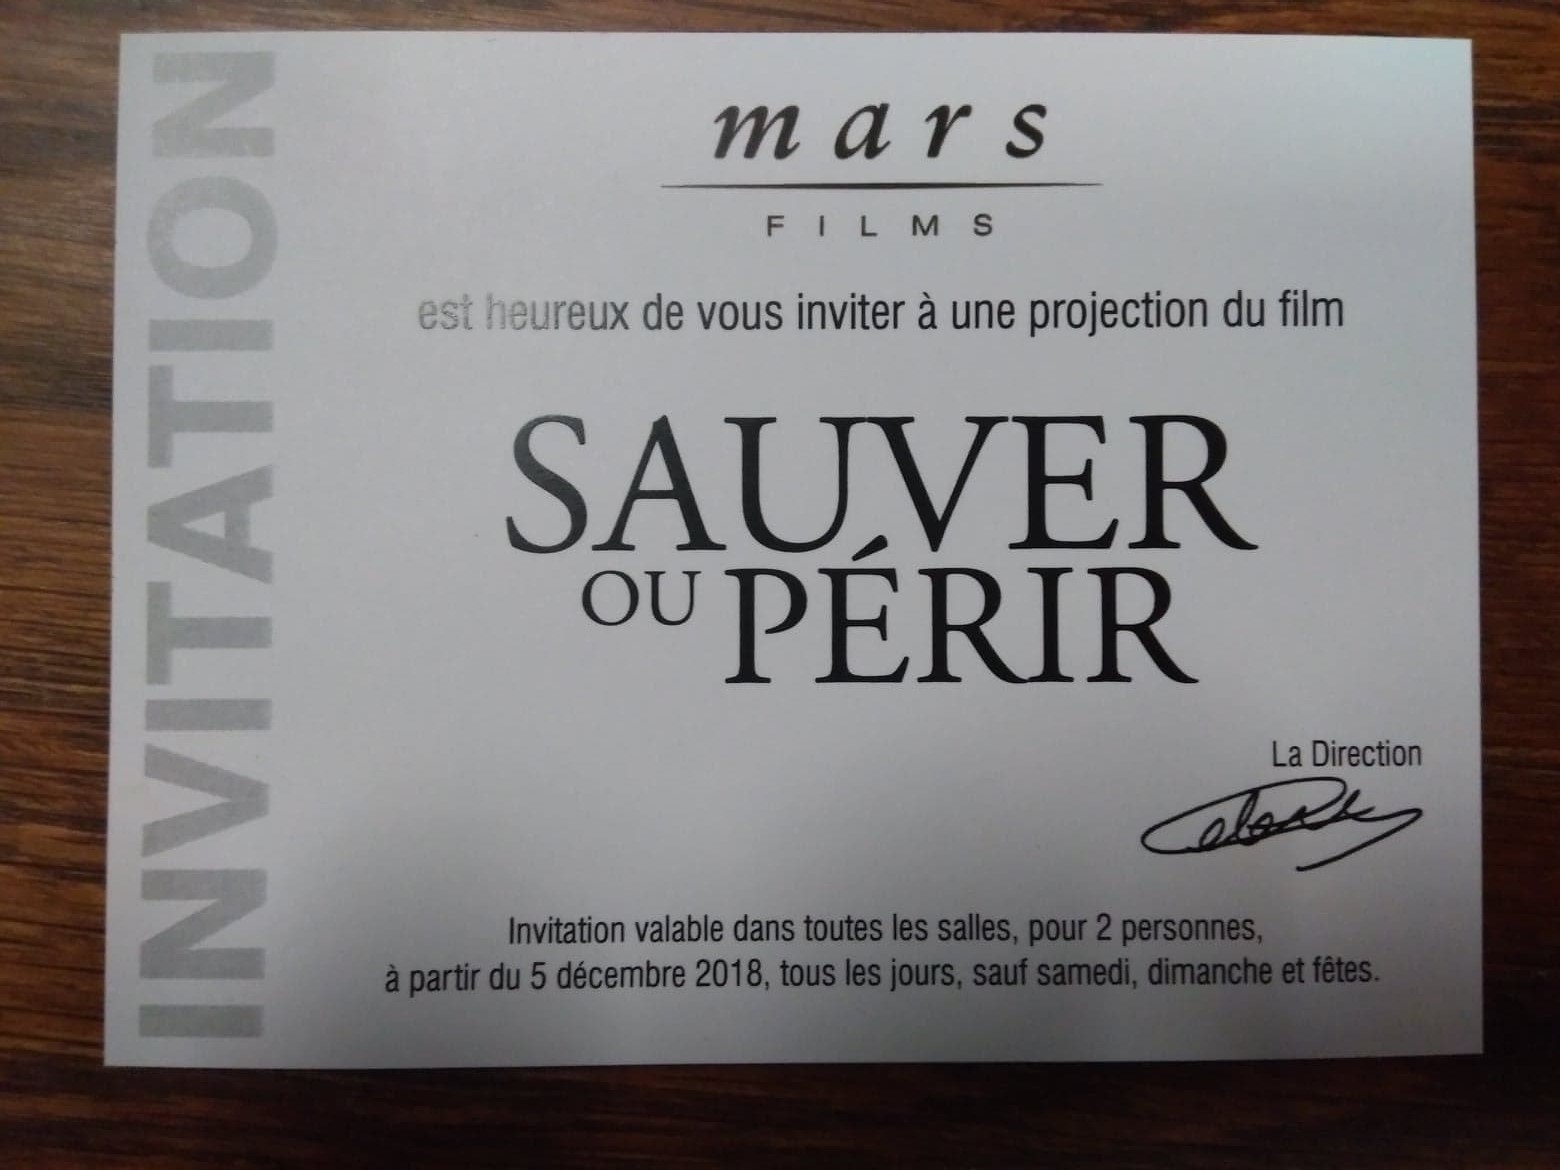 INVITATION
mars
FILMS
est heureux de vous inviter à une projection du film
SAUVER
OU PÉRIR
La Direction
Invitation valable dans toutes les salles, pour 2 personnes,
à partir du 5 décembre 2018, tous les jours, sauf samedi, dimanche et fêtes.